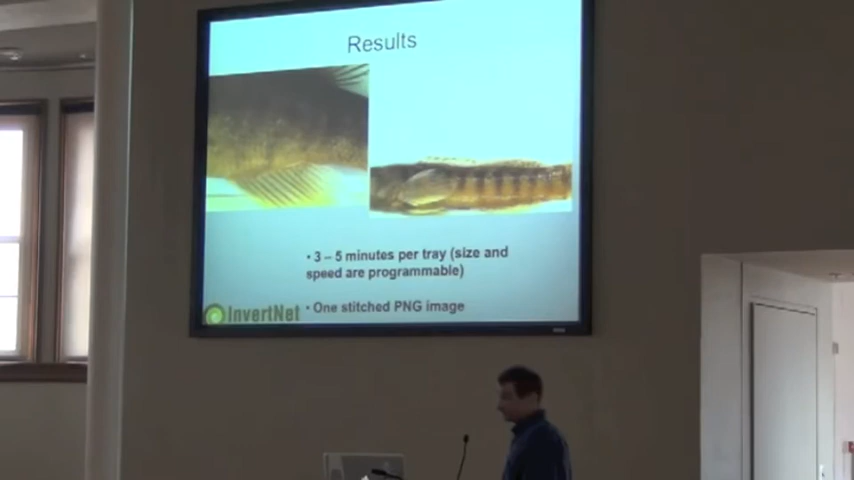 Results
• 3 – 5 minutes per tray (size and
speed are programmable)
InvertNet
• One stitched PNG image